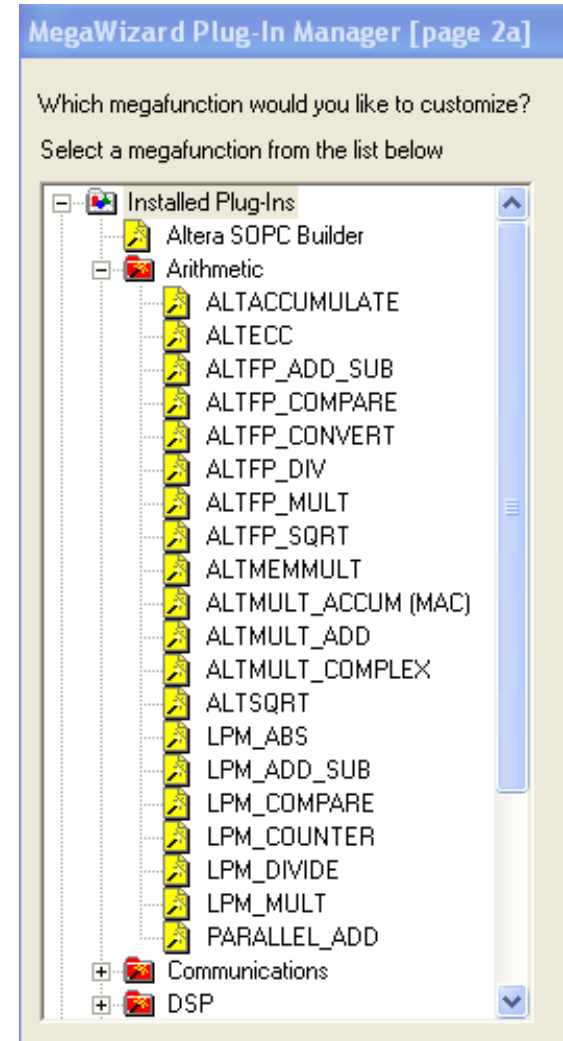 MegaWizard Plug-In Manager [page 2a]
Which megafunction would you like to customize?
Select a megafunction from the list below
Installed Plug-Ins
Altera SOPC Builder
Arithmetic
ALTACCUMULATE
ALTECC
ALTFP_ADD_SUB
ALTFP_COMPARE
ALTFP_CONVERT
ALTFP_DIV
ALTFP_MULT
ALTFP_SQRT
ALTMEMMULT
ALTMULT_ACCUM (MAC)
ALTMULT_ADD
ALTMULT_COMPLEX
ALTSQRT
LPM_ABS
LPM_ADD_SUB
LPM_COMPARE
LPM_COUNTER
LPM_DIVIDE
LPM_MULT
PARALLEL_ADD
Communications
DSP